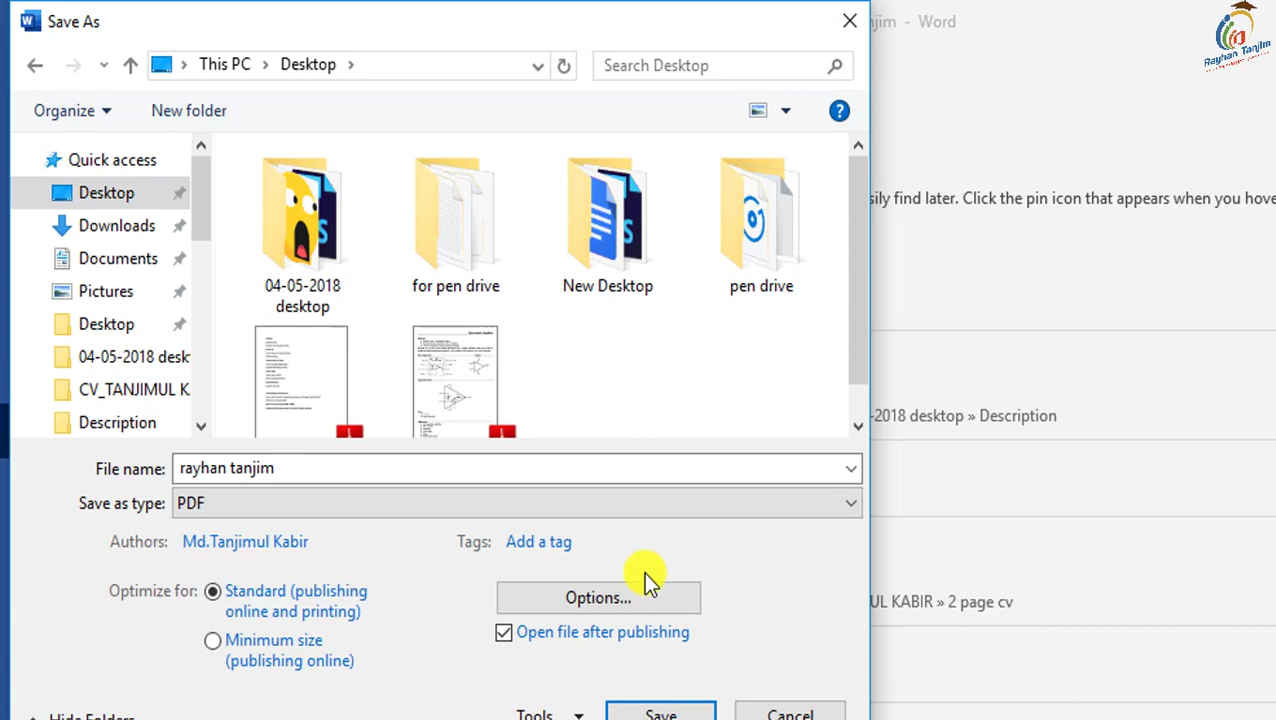 Save As
jim - Word
Rayhan Tanjim
This PC > Desktop >
Search Desktop
Organize
New folder
Quick access
Desktop
Downloads
Documents
Pictures
Desktop
04-05-2018 desk
CV_TANJIMUL K
Description
04-05-2018
desktop
for pen drive
New Desktop
pen drive
sily find later. Click the pin icon that appears when you hove
-2018 desktop » Description
UL KABIR » 2 page cv
File name:
rayhan tanjim
Save as type:
PDF
Authors:
Md.Tanjimul Kabir
Tags:
Add a tag
Optimize for:
Standard (publishing
online and printing)
Minimum size
(publishing online)
Options...
Open file after publishing
Hide Folders
Tools
Save
Cancel